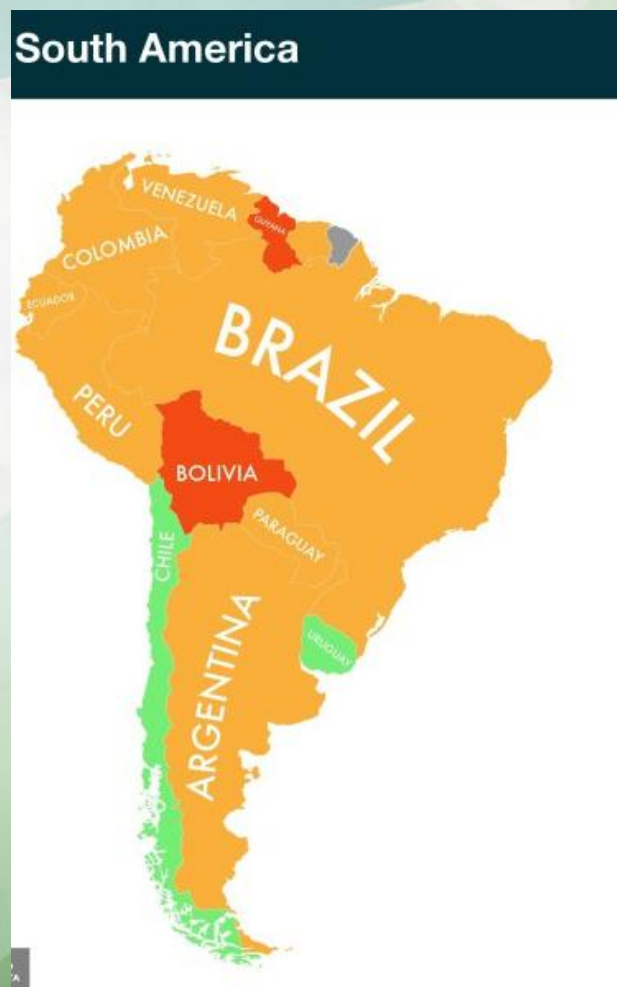 South America
VENEZUELA
GUYANA
COLOMBIA
ECUADOR
BRAZIL
PERU
BOLIVIA
PARAGUAY
CHILE
URUGUAY
ARGENTINA